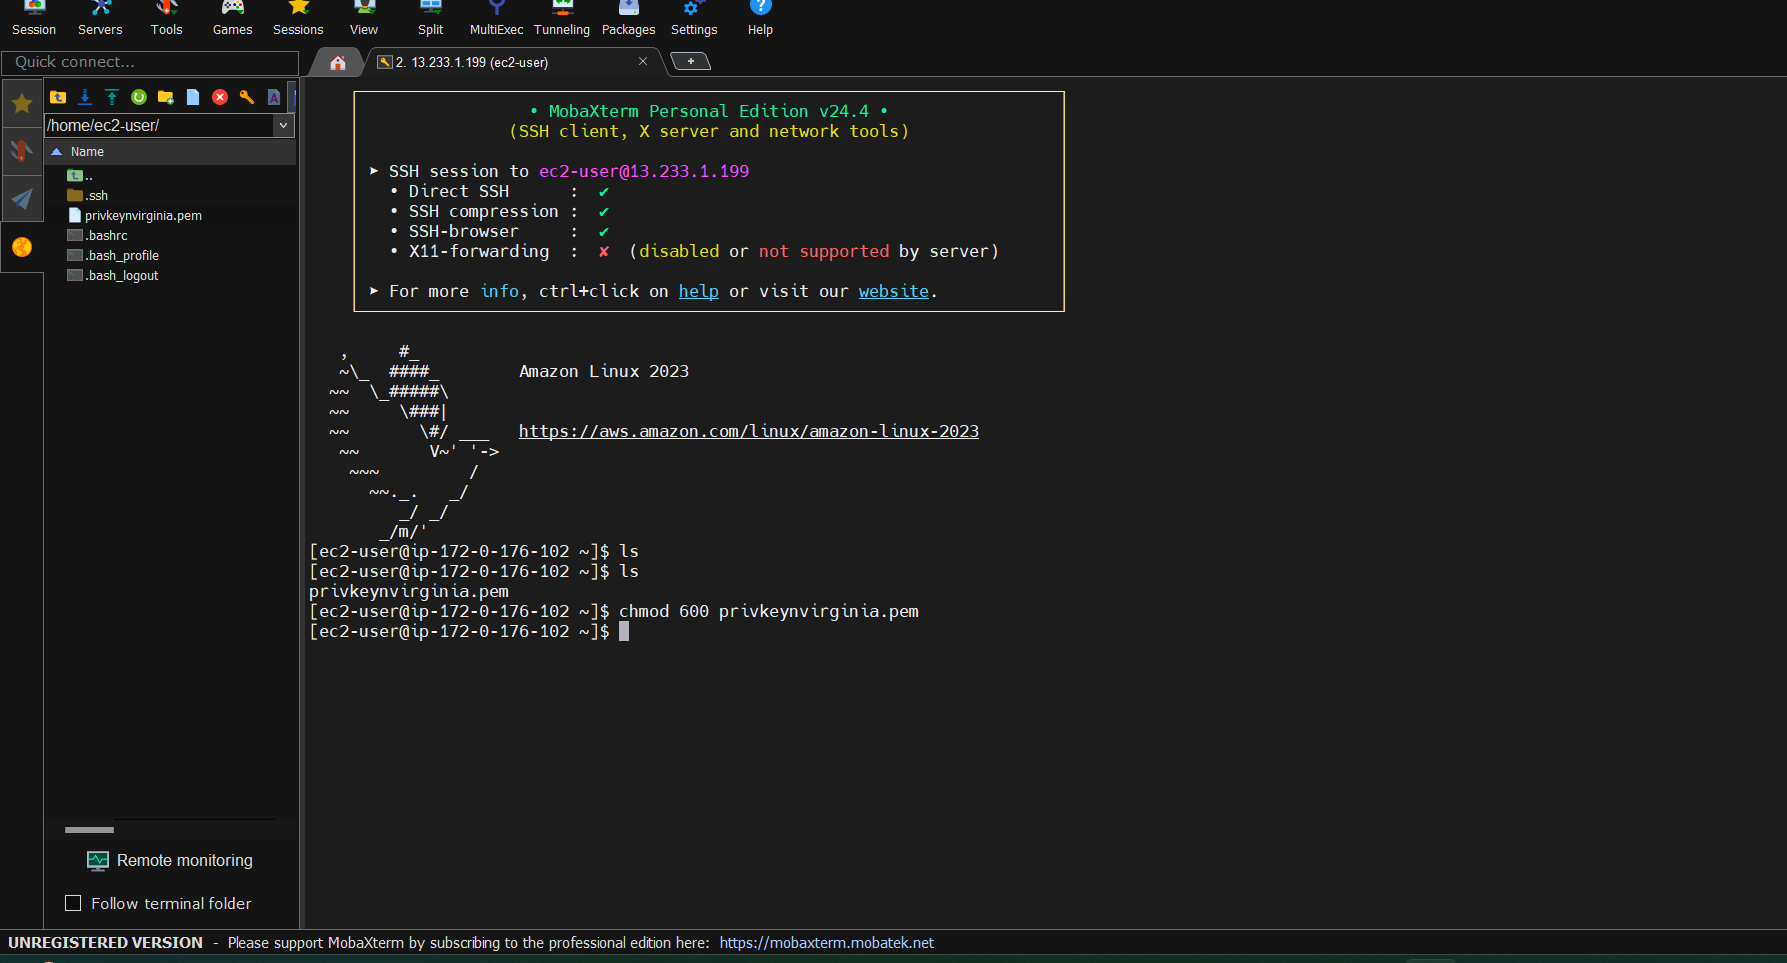 Session Servers Tools Games Sessions View Split MultiExec Tunneling Packages Settings Help
Quick connect...
2. 13.233.1.199 (ec2-user)
/home/ec2-user/
Name
..
.ssh
privkeynvirginia.pem
.bashrc
.bash_profile
.bash_logout
Remote monitoring
Follow terminal folder
• MobaXterm Personal Edition v24.4 •
(SSH client, X server and network tools)
➤ SSH session to ec2-user@13.233.1.199
• Direct SSH : ✔
• SSH compression : ✔
• SSH-browser : ✔
• X11-forwarding : ✘ (disabled or not supported by server)
➤ For more info, ctrl+click on help or visit our website.
   ,     #_
   ~\_  ####_        Amazon Linux 2023
  ~~  \_#####\
  ~~     \###|
  ~~       \#/ ___   https://aws.amazon.com/linux/amazon-linux-2023
   ~~       V~' '->
    ~~~         /
      ~~._.   _/
         _/ _/
       _/m/'
[ec2-user@ip-172-0-176-102 ~]$ ls
[ec2-user@ip-172-0-176-102 ~]$ ls
privkeynvirginia.pem
[ec2-user@ip-172-0-176-102 ~]$ chmod 600 privkeynvirginia.pem
[ec2-user@ip-172-0-176-102 ~]$
UNREGISTERED VERSION - Please support MobaXterm by subscribing to the professional edition here: https://mobaxterm.mobatek.net